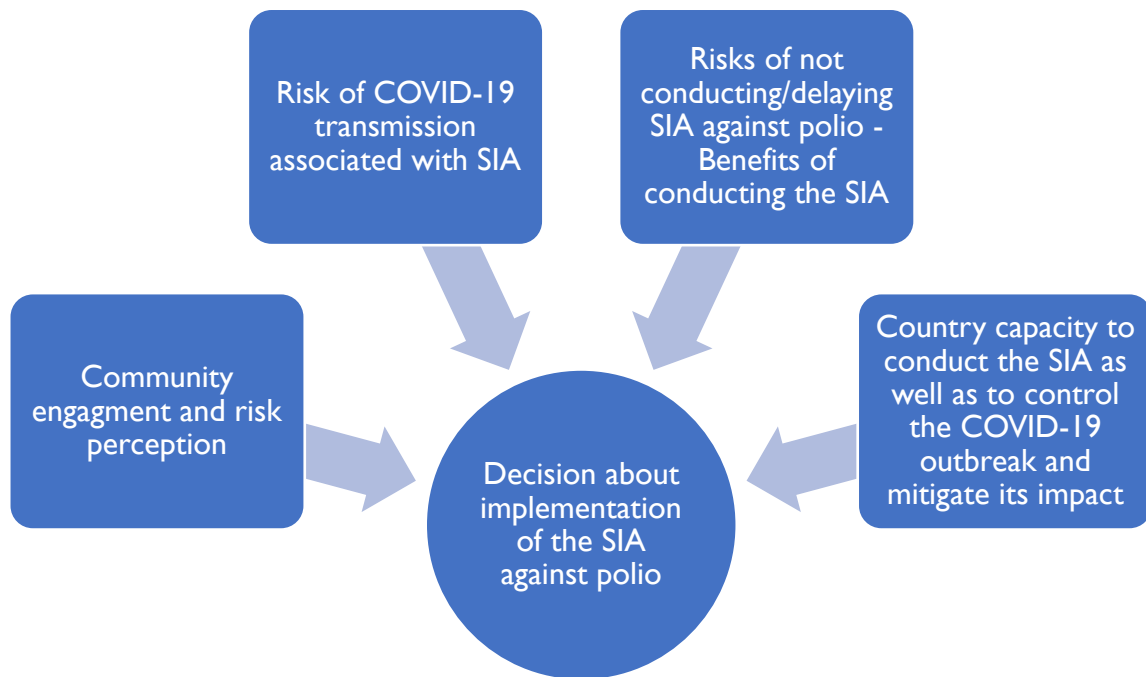 Risk of COVID-19
transmission
associated with SIA
Risks of not
conducting/delaying
SIA against polio -
Benefits of
conducting the SIA
Community
engagment and risk
perception
Country capacity to
conduct the SIA as
well as to control
the COVID-19
outbreak and
mitigate its impact
Decision about
implementation
of the SIA
against polio